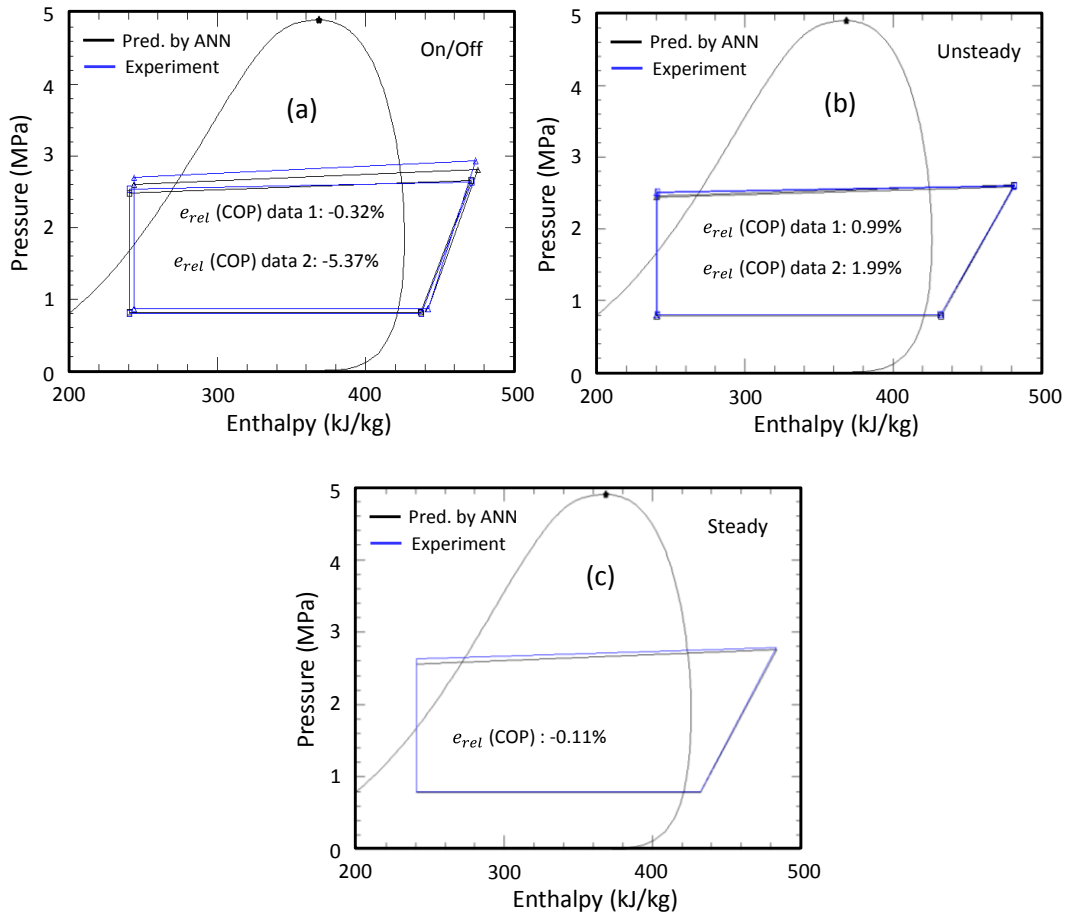 5
4
3
2
1
0
Pressure (MPa)
Pred. by ANN
Experiment
On/Off
(a)
e_rel (COP) data 1: -0.32%
e_rel (COP) data 2: -5.37%
200
300
400
500
Enthalpy (kJ/kg)
5
4
3
2
1
0
Pressure (MPa)
Pred. by ANN
Experiment
Unsteady
(b)
e_rel (COP) data 1: 0.99%
e_rel (COP) data 2: 1.99%
200
300
400
500
Enthalpy (kJ/kg)
5
4
3
2
1
0
Pressure (MPa)
Pred. by ANN
Experiment
Steady
(c)
e_rel (COP) : -0.11%
200
300
400
500
Enthalpy (kJ/kg)